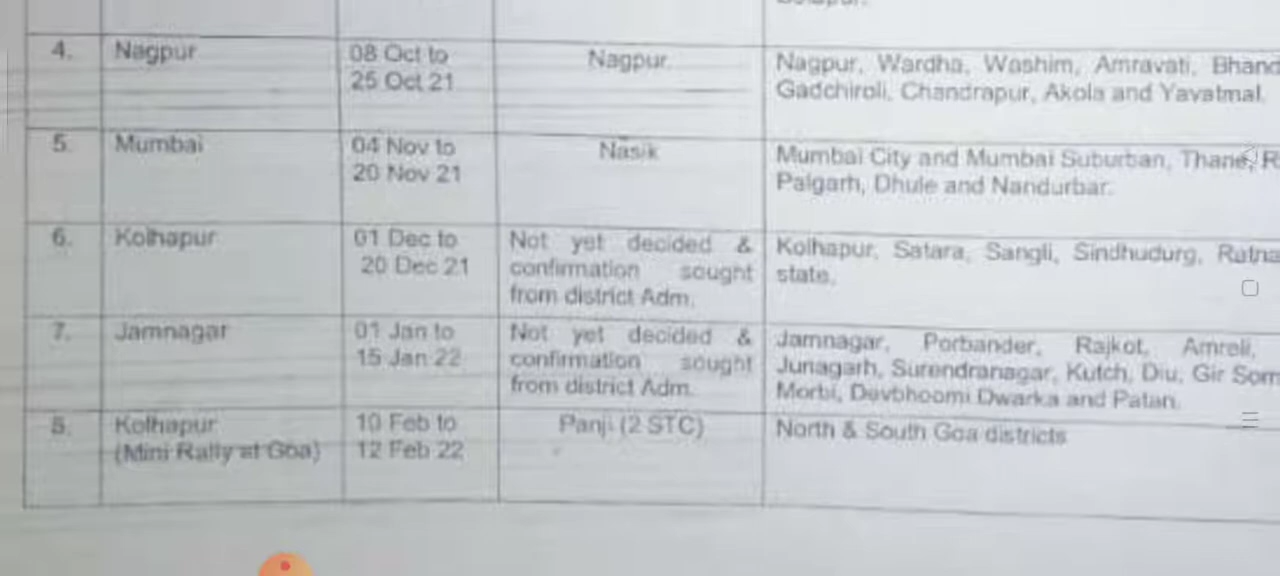 4.
Nagpur
08 Oct to
25 Oct 21
Nagpur
Nagpur, Wardha, Washim, Amravati, Bhand
Gadchiroli, Chandrapur, Akola and Yavatmal.
5.
Mumbai
04 Nov to
20 Nov 21
Nasik
Mumbai City and Mumbai Suburban, Thane, R
Palgarh, Dhule and Nandurbar.
6.
Kolhapur
01 Dec to
20 Dec 21
Not yet decided &
confirmation sought
from district Adm.
Kolhapur, Satara, Sangli, Sindhudurg, Ratna
state.
7.
Jamnagar
01 Jan to
15 Jan 22
Not yet decided &
confirmation sought
from district Adm.
Jamnagar, Porbander, Rajkot, Amreli,
Junagarh, Surendranagar, Kutch, Diu, Gir Som
Morbi, Devbhoomi Dwarka and Patan.
Kolhapur
(Mini Rally at Goa)
10 Feb to
12 Feb 22
Panji (2 STC)
North & South Goa districts